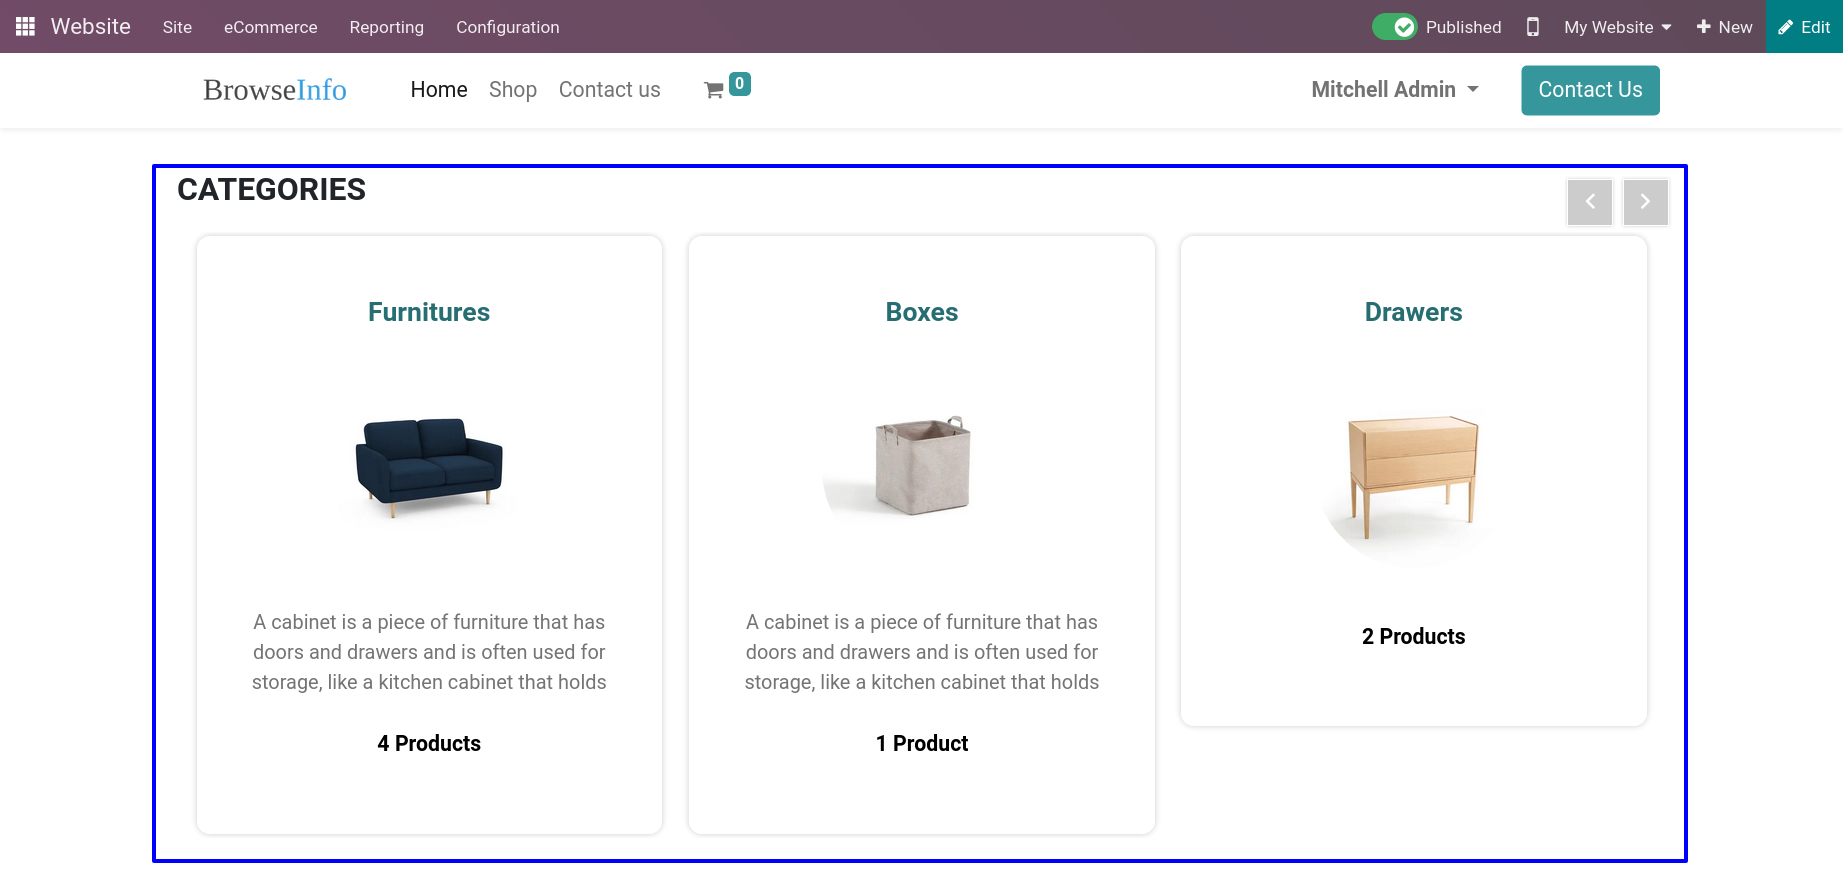 Website Site eCommerce Reporting Configuration Published My Website New Edit
BrowseInfo Home Shop Contact us 0 Mitchell Admin Contact Us
CATEGORIES
Furnitures
A cabinet is a piece of furniture that has
doors and drawers and is often used for
storage, like a kitchen cabinet that holds
4 Products
Boxes
A cabinet is a piece of furniture that has
doors and drawers and is often used for
storage, like a kitchen cabinet that holds
1 Product
Drawers
2 Products